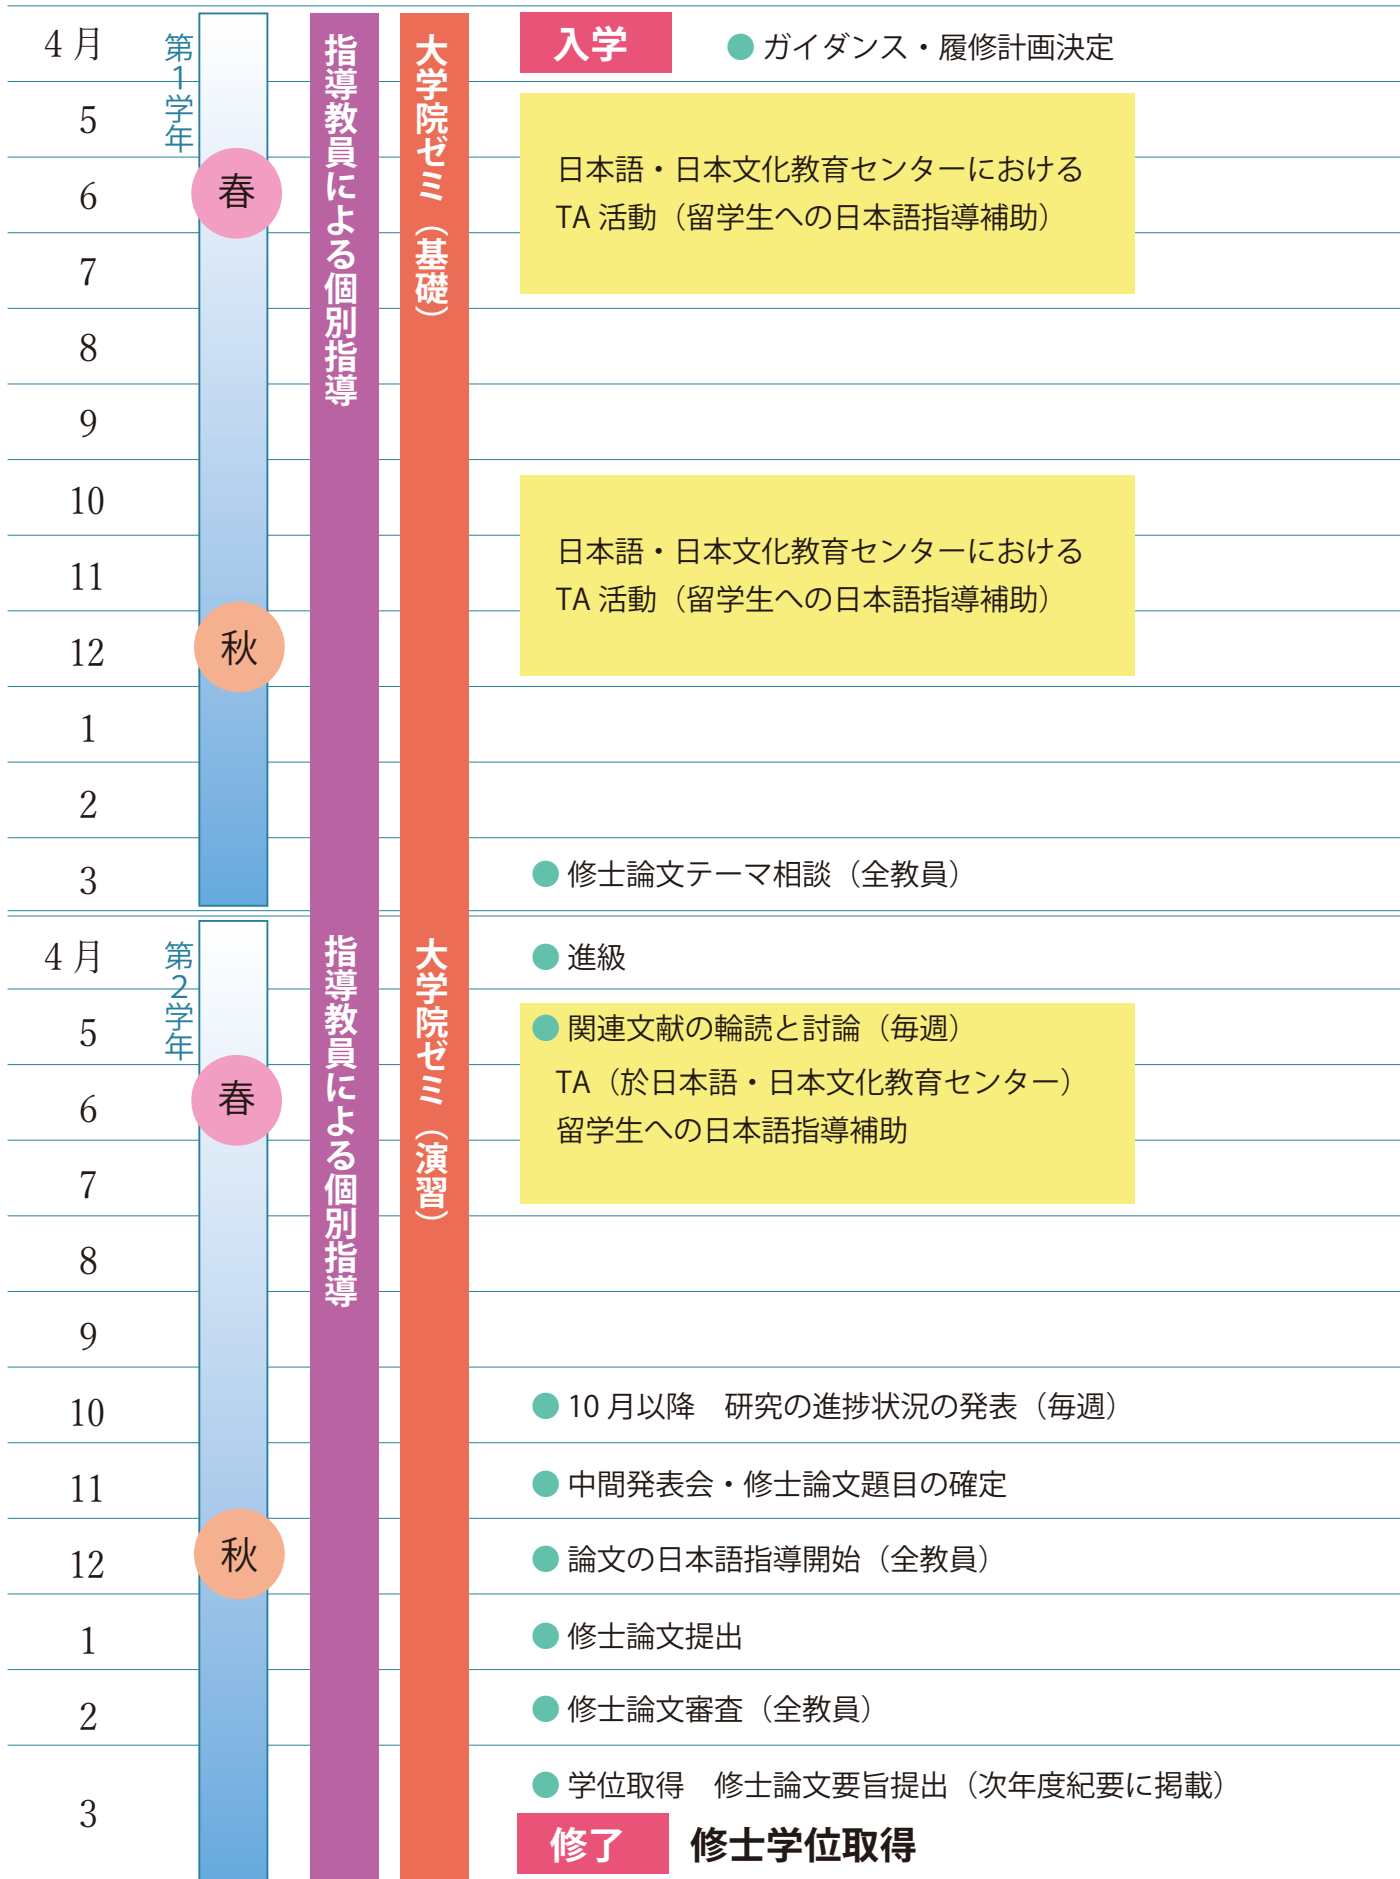 4月
第1学年
指導教員による個別指導
大学院ゼミ（基礎）
入学
● ガイダンス・履修計画決定
5
日本語・日本文化教育センターにおける
TA 活動（留学生への日本語指導補助）
6
春
7
8
9
10
日本語・日本文化教育センターにおける
TA 活動（留学生への日本語指導補助）
11
12
秋
1
2
3
● 修士論文テーマ相談（全教員）
4月
第2学年
指導教員による個別指導
大学院ゼミ（演習）
● 進級
5
● 関連文献の輪読と討論（毎週）
TA（於日本語・日本文化教育センター）
留学生への日本語指導補助
6
春
7
8
9
10
● 10 月以降　研究の進捗状況の発表（毎週）
11
● 中間発表会・修士論文題目の確定
12
秋
● 論文の日本語指導開始（全教員）
1
● 修士論文提出
2
● 修士論文審査（全教員）
3
● 学位取得　修士論文要旨提出（次年度紀要に掲載）
修了　修士学位取得